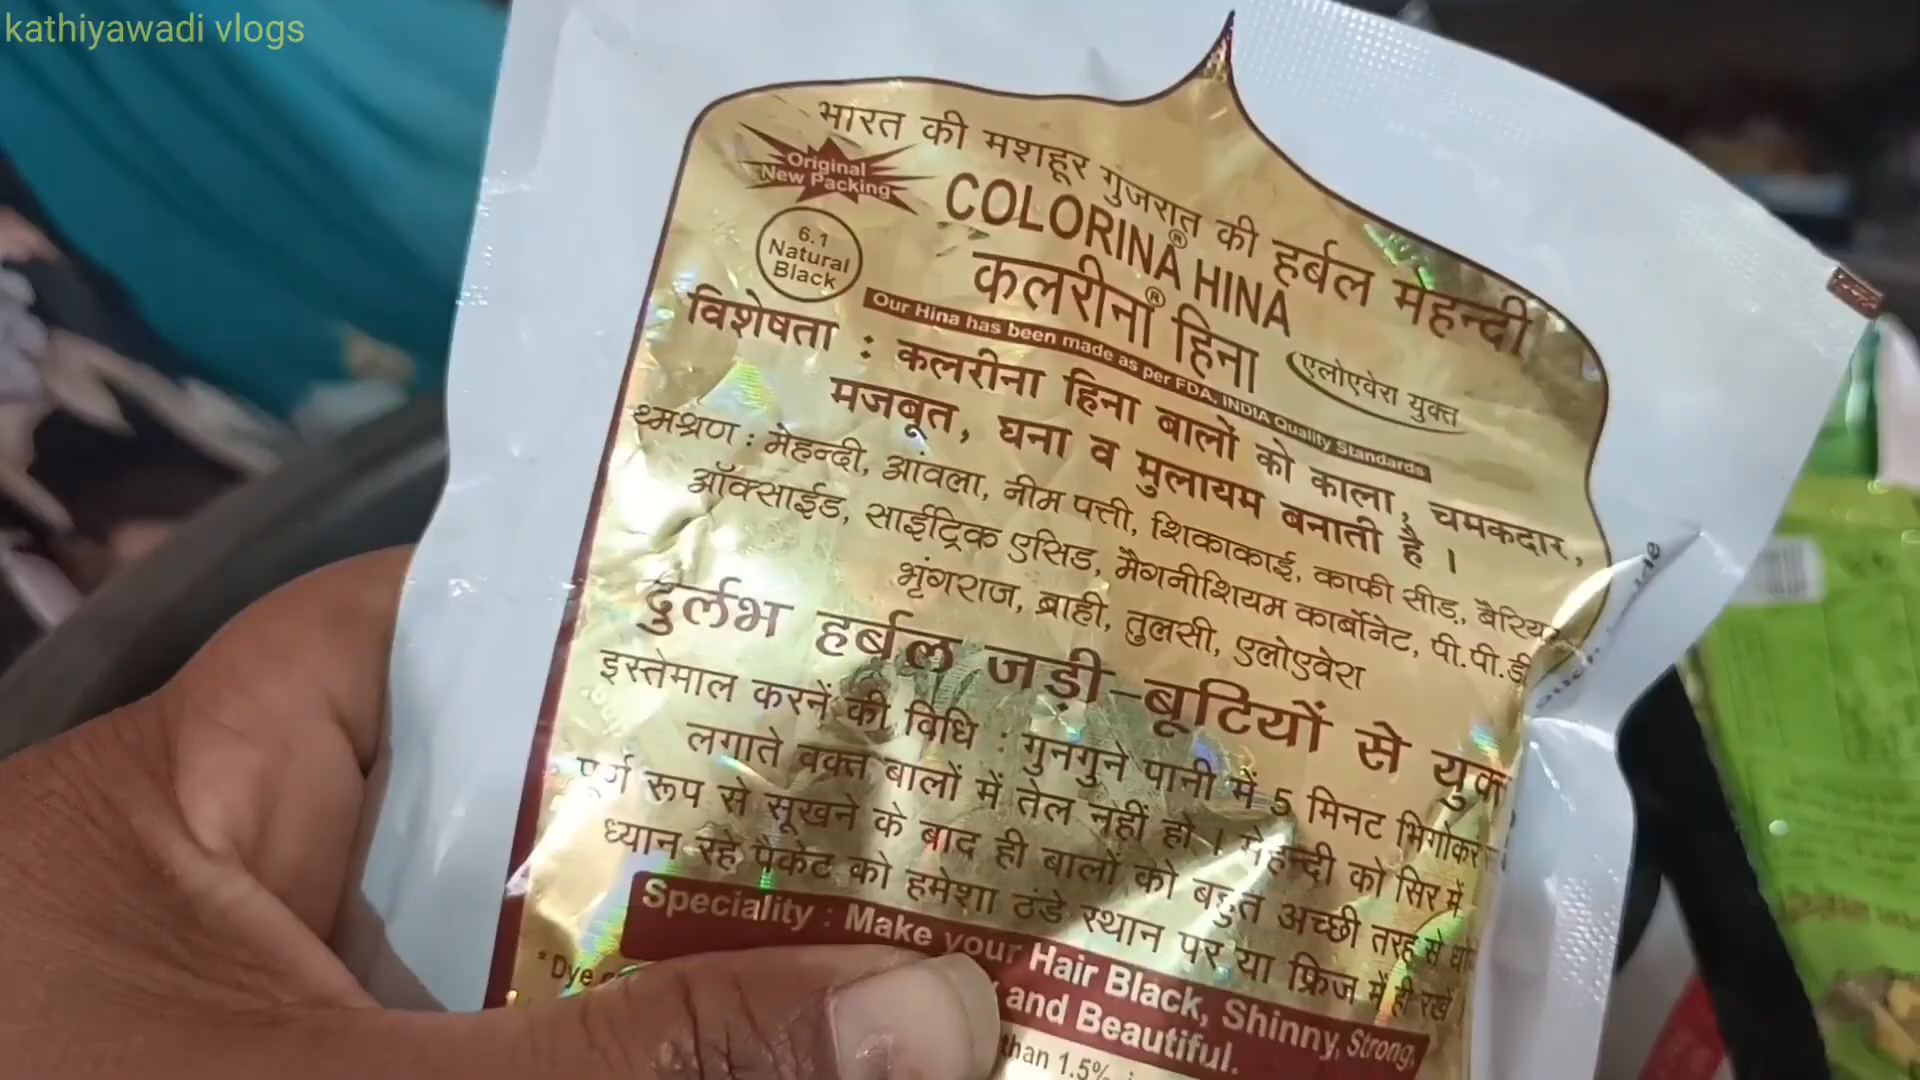 kathiyawadi vlogs
भारत की मशहूर गुजरात की हर्बल मेहन्दी
Original
New Packing
COLORINA® HINA
6.1
Natural
Black
कलरीना® हिना
एलोएवेरा युक्त
Our Hina has been made as per FDA, INDIA Quality Standards
विशेषता : कलरीना हिना बालों को काला, चमकदार,
मजबूत, घना व मुलायम बनाती है ।
मेहन्दी, आंवला, नीम पत्ती, शिकाकाई, काफी सीड,
ऑक्साईड, साईट्रिक एसिड, मैगनीशियम कार्बोनेट, पी.पी.डी
भृंगराज, ब्राही, तुलसी, एलोएवेरा
दुर्लभ हर्बल जड़ी-बूटियों से युक्त
इस्तेमाल करनें की विधि : गुनगुने पानी में 5 मिनट भिगोकर
लगाते वक्त बालों में तेल नहीं हो । मेहन्दी को सिर में
रूप से सूखने के बाद ही बालों को बहुत अच्छी तरह से
ध्यान रहे पैकेट को हमेशा ठंडे स्थान पर या फ्रिज में ही रखें
Speciality : Make your Hair Black, Shinny, Strong,
and Beautiful.
* Dye
than 1.5%